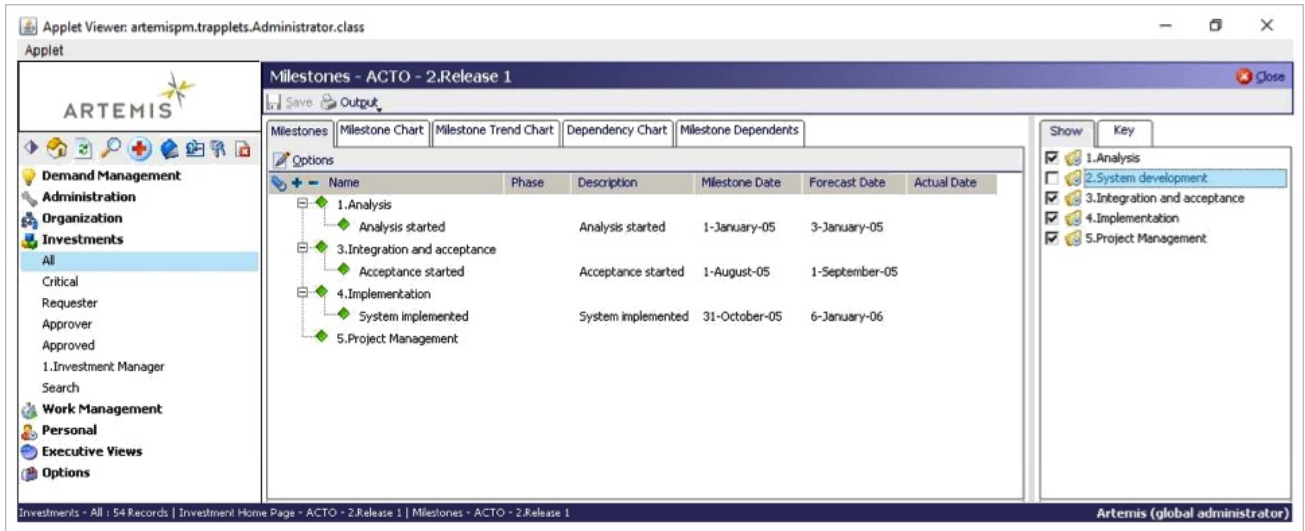 Applet Viewer: artemispm.trapplets.Administrator.class
Applet
ARTEMIS
Demand Management
Administration
Organization
Investments
All
Critical
Requester
Approver
Approved
1.Investment Manager
Search
Work Management
Personal
Executive Views
Options
Milestones - ACTO - 2.Release 1
Close
Save Output
Milestones Milestone Chart Milestone Trend Chart Dependency Chart Milestone Dependents
Options
Name Phase Description Milestone Date Forecast Date Actual Date
1.Analysis
Analysis started Analysis started 1-January-05 3-January-05
3.Integration and acceptance
Acceptance started Acceptance started 1-August-05 1-September-05
4.Implementation
System implemented System implemented 31-October-05 6-January-06
5.Project Management
Show Key
1.Analysis
2.System development
3.Integration and acceptance
4.Implementation
5.Project Management
Investments - All : 54 Records | Investment Home Page - ACTO - 2.Release 1 | Milestones - ACTO - 2.Release 1
Artemis (global administrator)